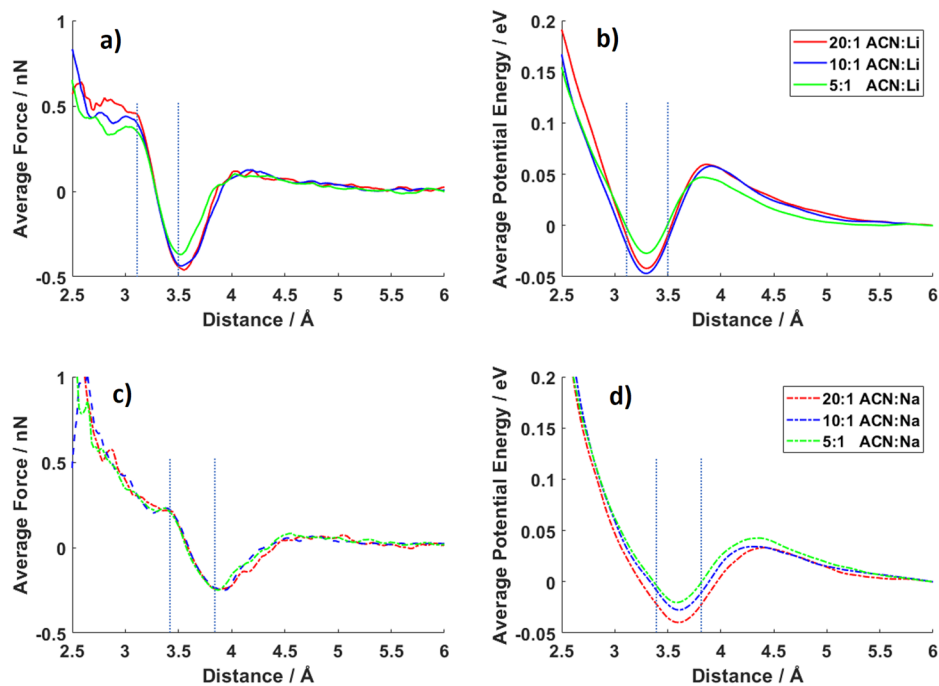 a)
Average Force / nN
1
0.5
0
-0.5
2.5 3 3.5 4 4.5 5 5.5 6
Distance / Å
b)
Average Potential Energy / eV
0.2
0.15
0.1
0.05
0
-0.05
2.5 3 3.5 4 4.5 5 5.5 6
Distance / Å
20:1 ACN:Li
10:1 ACN:Li
5:1 ACN:Li
c)
Average Force / nN
1
0.5
0
-0.5
2.5 3 3.5 4 4.5 5 5.5 6
Distance / Å
d)
Average Potential Energy / eV
0.2
0.15
0.1
0.05
0
-0.05
2.5 3 3.5 4 4.5 5 5.5 6
Distance / Å
20:1 ACN:Na
10:1 ACN:Na
5:1 ACN:Na